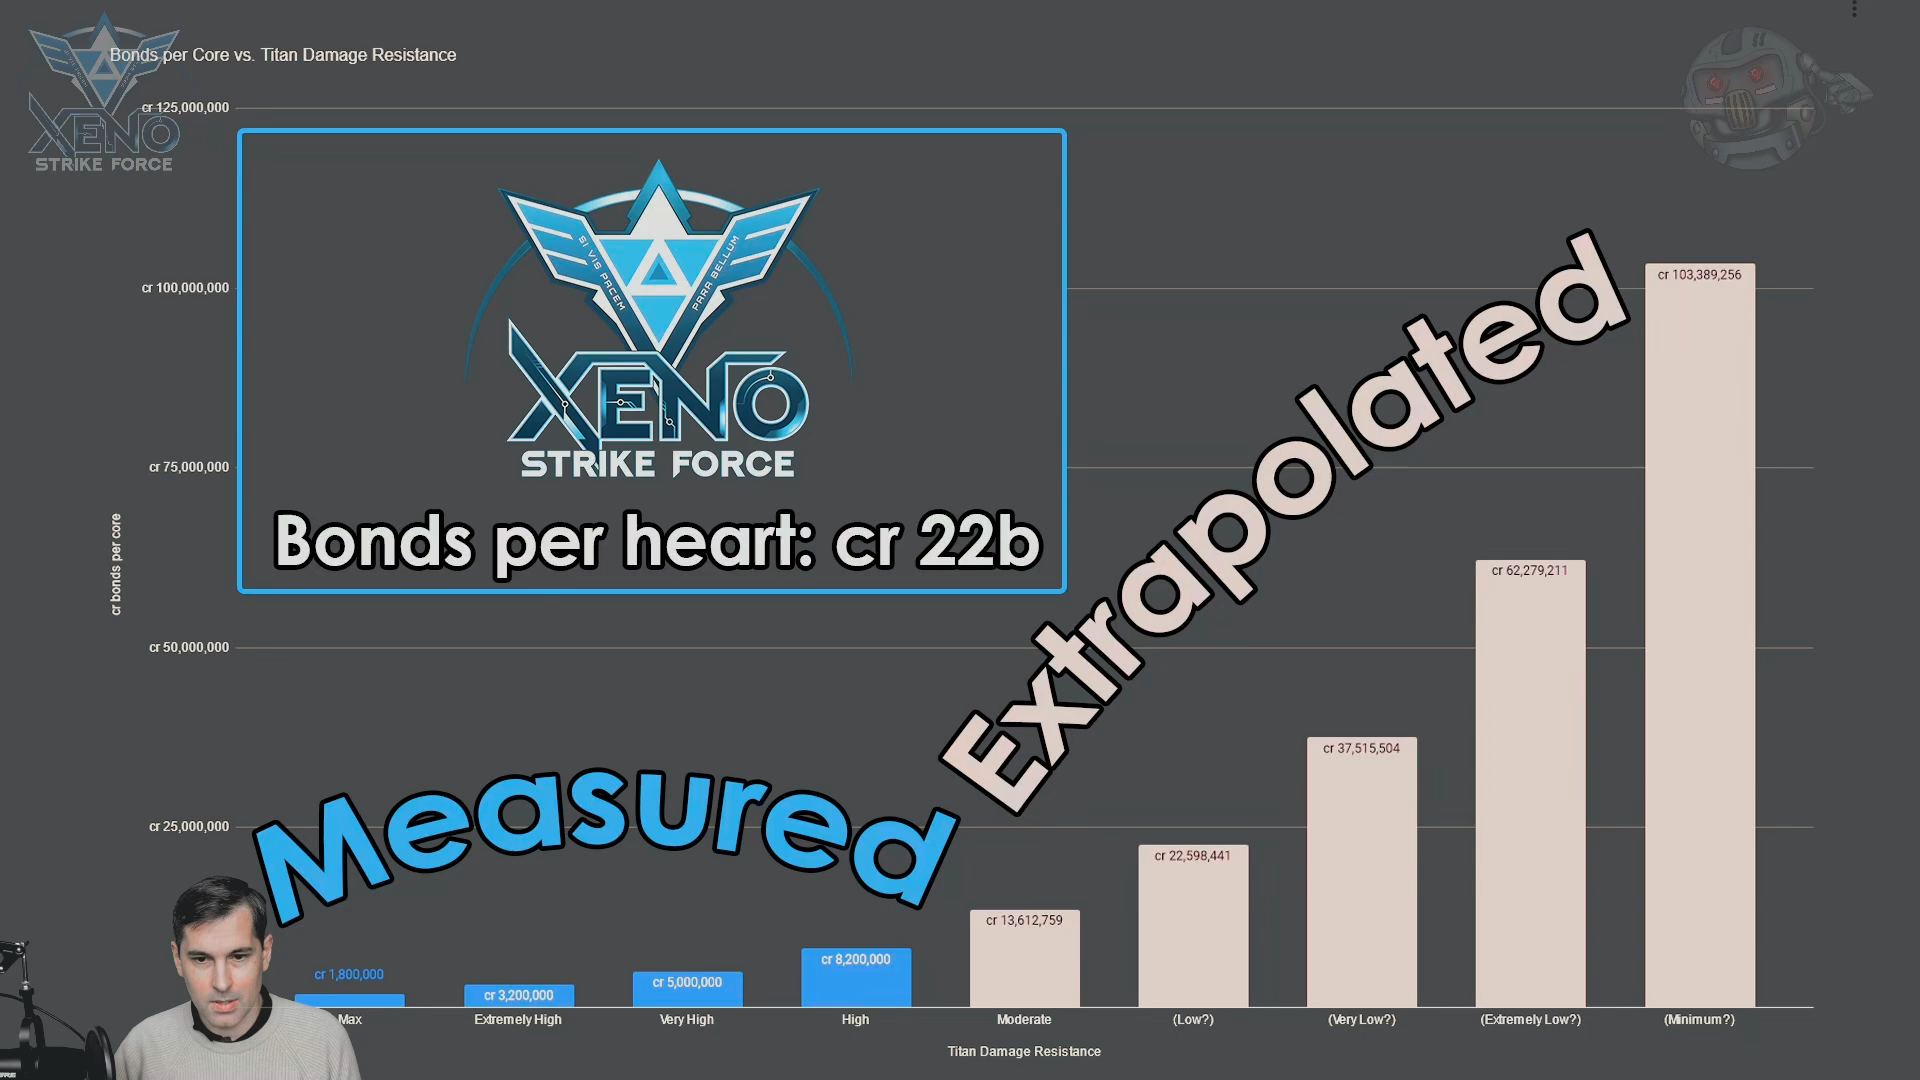 Bonds per Core vs. Titan Damage Resistance
XENO
STRIKE FORCE
cr 125,000,000
cr 100,000,000
cr 75,000,000
cr 50,000,000
cr 25,000,000
cr bonds per core
SI VIS PACEM
PARA BELLUM
XENO
STRIKE FORCE
Bonds per heart: cr 22b
Measured
Extrapolated
cr 1,800,000
cr 3,200,000
cr 5,000,000
cr 8,200,000
cr 13,612,759
cr 22,598,441
cr 37,515,504
cr 62,279,211
cr 103,389,256
Max
Extremely High
Very High
High
Moderate
(Low?)
(Very Low?)
(Extremely Low?)
(Minimum?)
Titan Damage Resistance